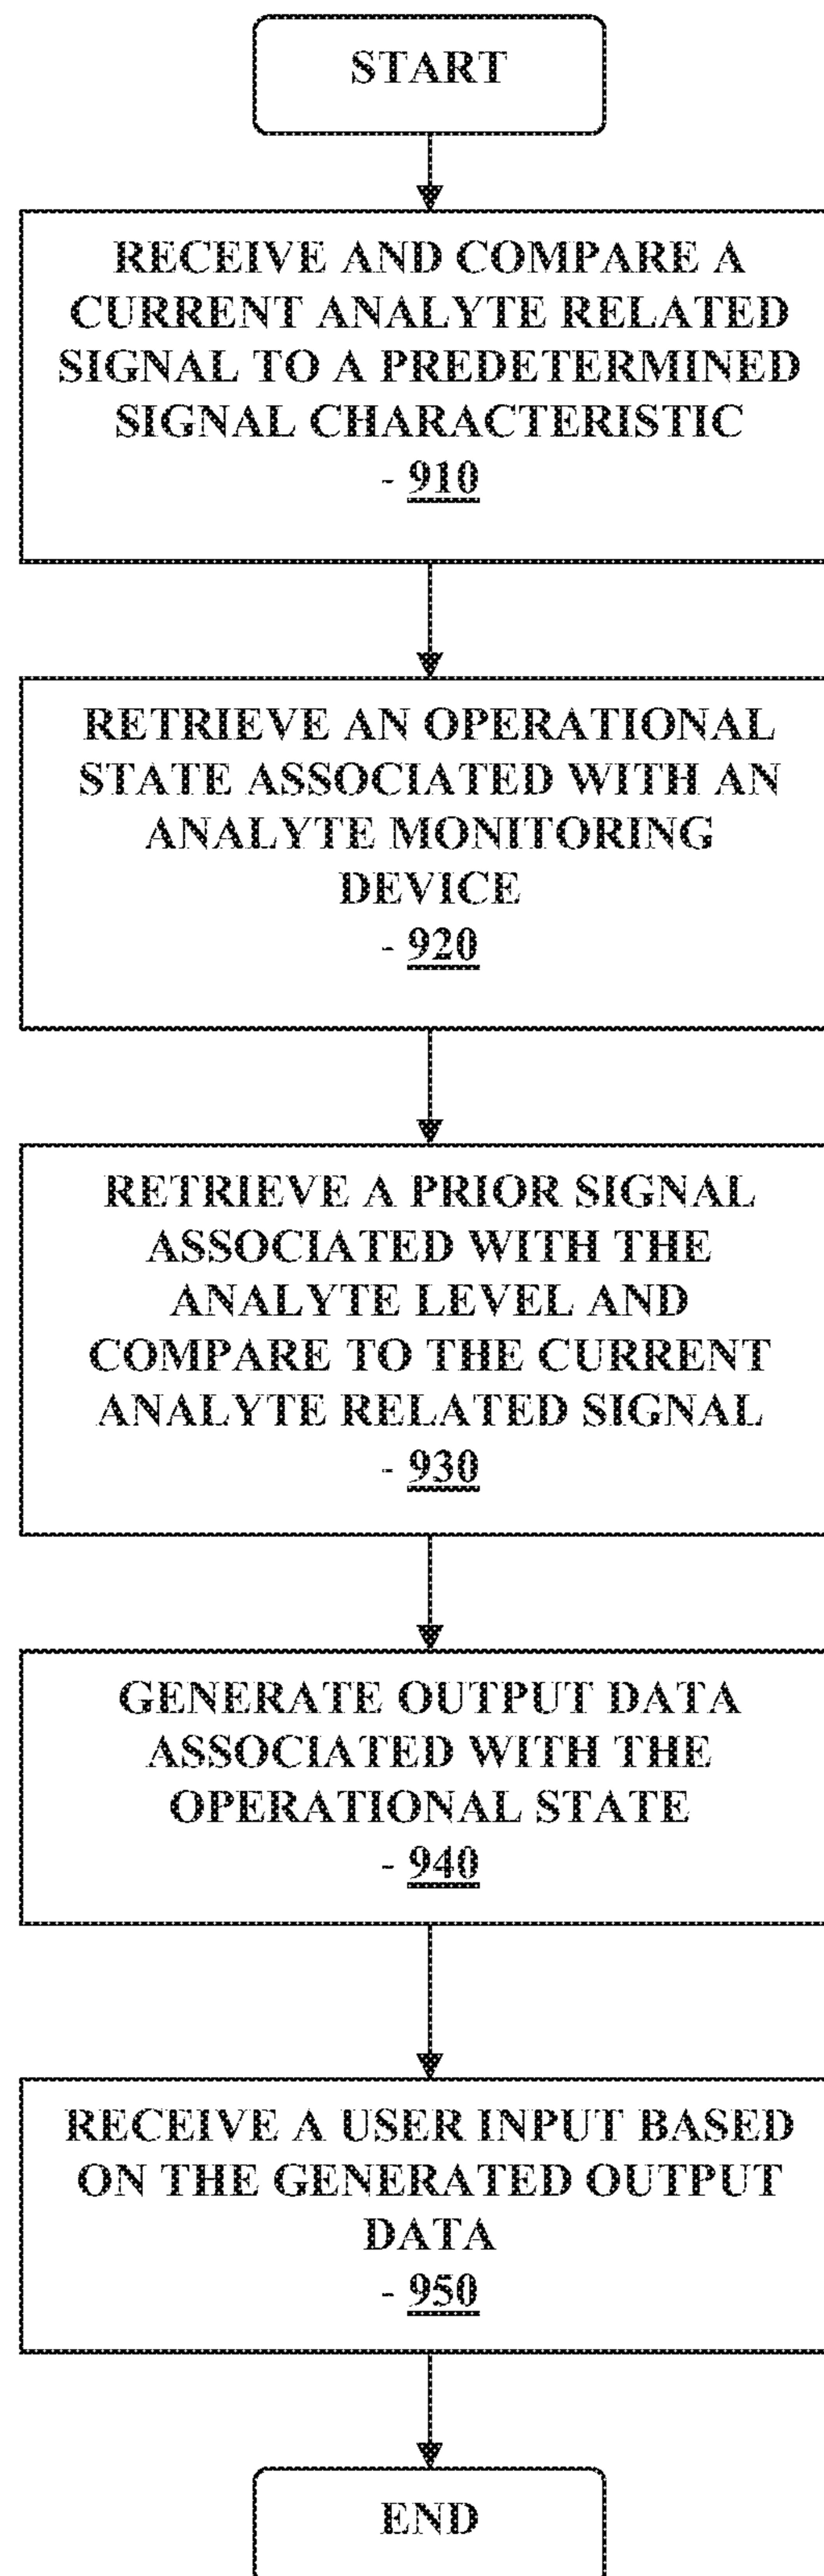 START
RECEIVE AND COMPARE A
CURRENT ANALYTE RELATED
SIGNAL TO A PREDETERMINED
SIGNAL CHARACTERISTIC
- 910
RETRIEVE AN OPERATIONAL
STATE ASSOCIATED WITH AN
ANALYTE MONITORING
DEVICE
- 920
RETRIEVE A PRIOR SIGNAL
ASSOCIATED WITH THE
ANALYTE LEVEL AND
COMPARE TO THE CURRENT
ANALYTE RELATED SIGNAL
- 930
GENERATE OUTPUT DATA
ASSOCIATED WITH THE
OPERATIONAL STATE
- 940
RECEIVE A USER INPUT BASED
ON THE GENERATED OUTPUT
DATA
- 950
END